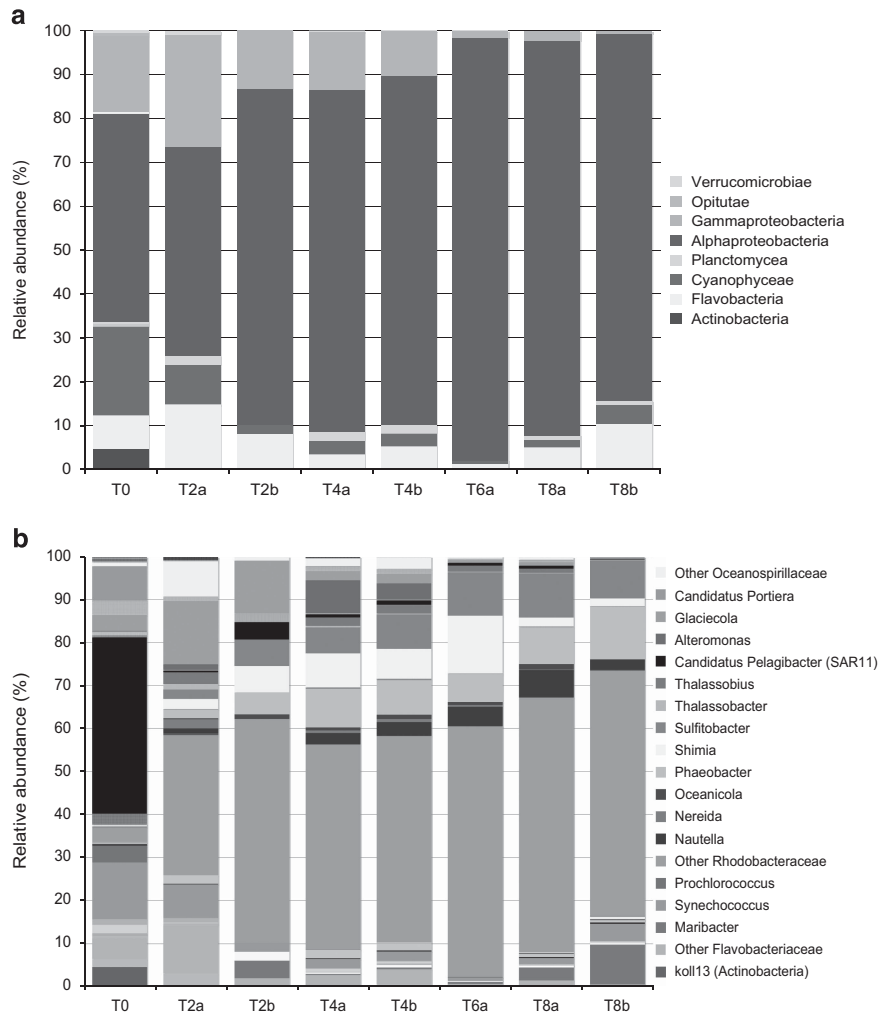 a
Relative abundance (%)
100
90
80
70
60
50
40
30
20
10
0
T0 T2a T2b T4a T4b T6a T8a T8b
Verrucomicrobiae
Opitutae
Gammaproteobacteria
Alphaproteobacteria
Planctomycea
Cyanophyceae
Flavobacteria
Actinobacteria
b
Relative abundance (%)
100
90
80
70
60
50
40
30
20
10
0
T0 T2a T2b T4a T4b T6a T8a T8b
Other Oceanospirillaceae
Candidatus Portiera
Glaciecola
Alteromonas
Candidatus Pelagibacter (SAR11)
Thalassobius
Thalassobacter
Sulfitobacter
Shimia
Phaeobacter
Oceanicola
Nereida
Nautella
Other Rhodobacteraceae
Prochlorococcus
Synechococcus
Maribacter
Other Flavobacteriaceae
koll13 (Actinobacteria)